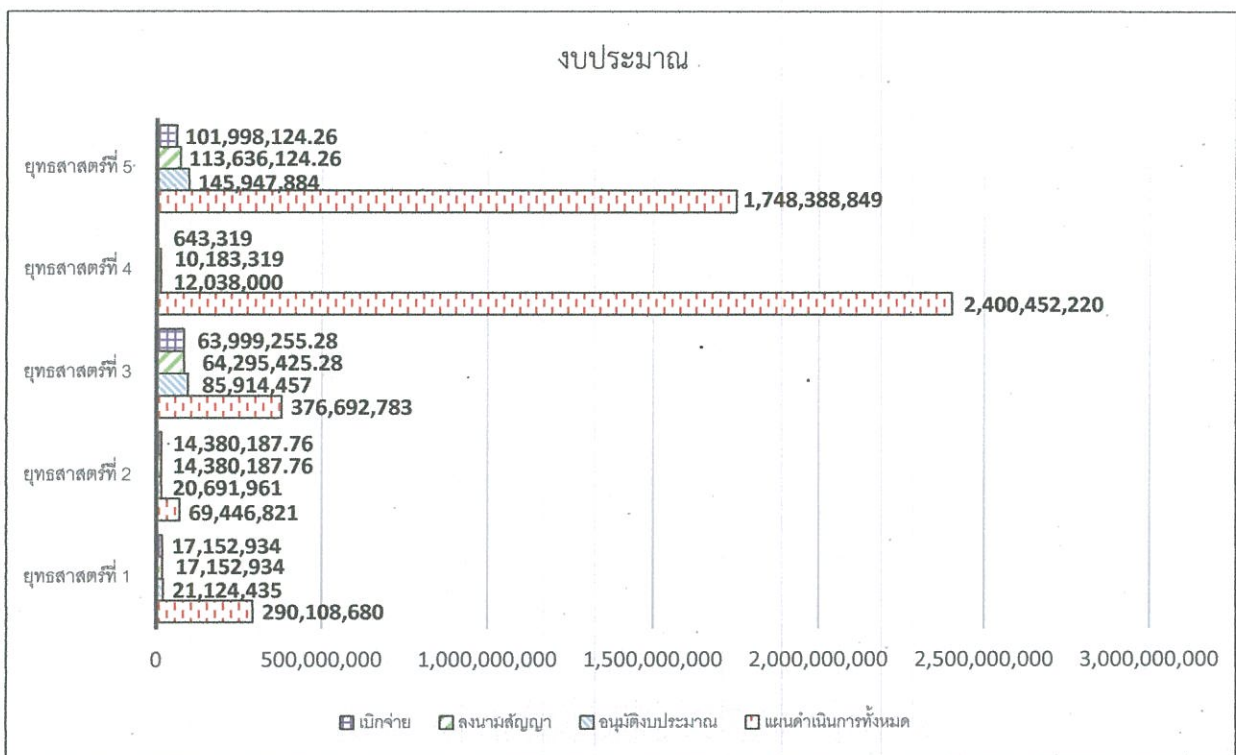 งบประมาณ
ยุทธสาสตร์ที่ 5
101,998,124.26
113,636,124.26
145,947,884
1,748,388,849
ยุทธสาสตร์ที่ 4
643,319
10,183,319
12,038,000
2,400,452,220
ยุทธสาสตร์ที่ 3
63,999,255.28
64,295,425.28
85,914,457
376,692,783
ยุทธสาสตร์ที่ 2
14,380,187.76
14,380,187.76
20,691,961
69,446,821
ยุทธสาสตร์ที่ 1
17,152,934
17,152,934
21,124,435
290,108,680
0 500,000,000 1,000,000,000 1,500,000,000 2,000,000,000 2,500,000,000 3,000,000,000
เบิกจ่าย ลงนามสัญญา อนุมัติงบประมาณ แผนดำเนินการทั้งหมด